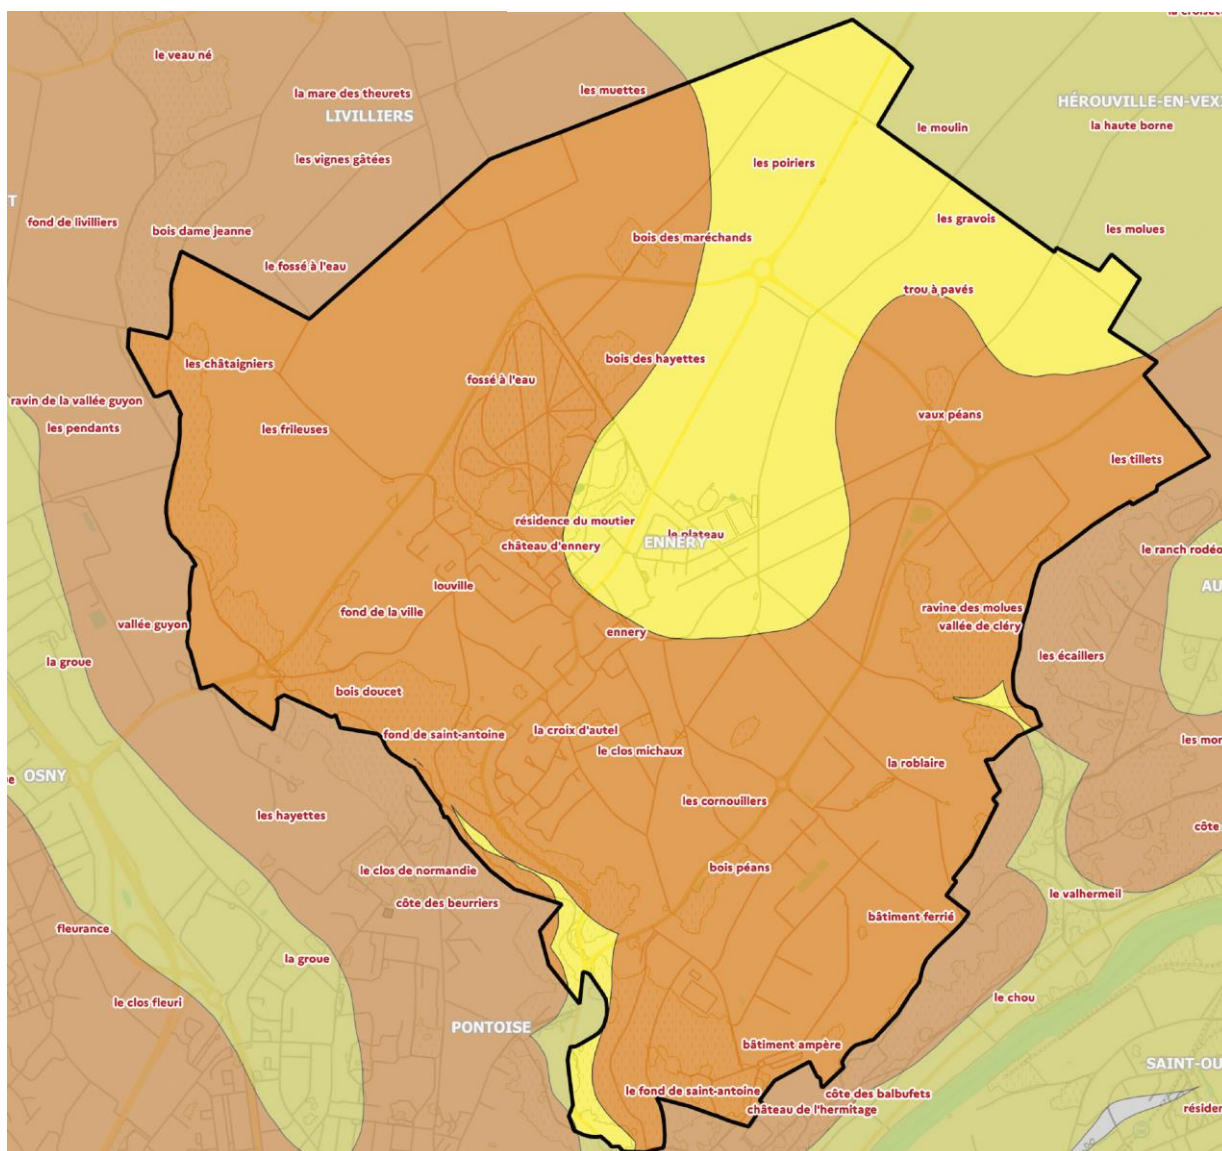 le veau né
les muettes
la mare des theurets
HÉROUVILLE-EN-VEXI
LIVILLIERS
le moulin
la haute borne
les vignes gâtées
les poiriers
T
fond de livilliers
les gravois
bois dame jeanne
les molues
bois des maréchands
le fossé à l'eau
trou à pavés
bois des hayettes
les châtaigniers
fossé à l'eau
ravin de la vallée guyon
vaux péans
les pendants
les frileuses
les tillets
résidence du moutier
le plateau
ENNERY
château d'ennery
le ranch rodéo
louville
AU
ravine des molues
fond de la ville
vallée guyon
vallée de cléry
ennery
les écaillers
la groue
bois doucet
la croix d'autel
fond de saint-antoine
les mor
le clos michaux
la roblaire
OSNY
les cornouillers
les hayettes
côte
bois péans
le clos de normandie
le valhermeil
côte des beurriers
bâtiment ferrié
fleurance
la groue
le chou
le clos fleuri
PONTOISE
bâtiment ampère
SAINT-OU
le fond de saint-antoine
côte des balbufets
château de l'hermitage
résider